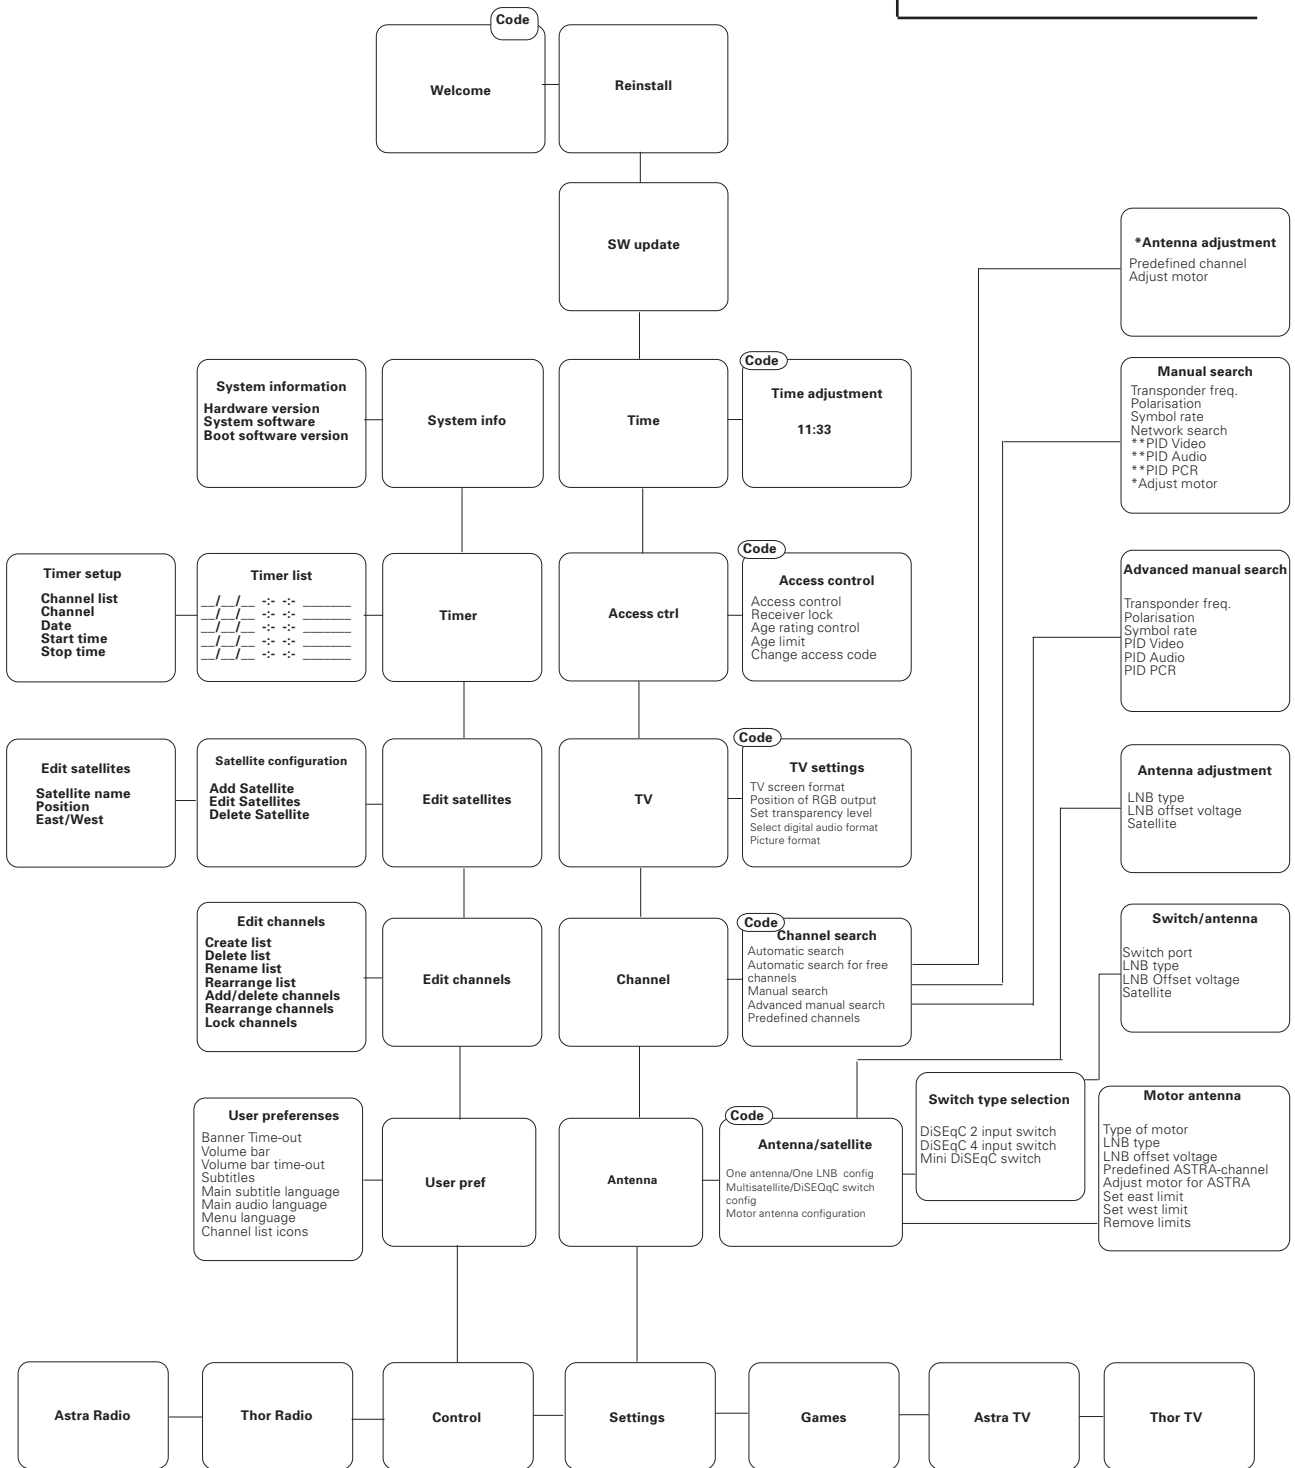 Code
Welcome
Reinstall
SW update
*Antenna adjustment
Predefined channel
Adjust motor
System information
Hardware version
System software
Boot software version
System info
Time
Code
Time adjustment
11:33
Manual search
Transponder freq.
Polarisation
Symbol rate
Network search
**PID Video
**PID Audio
**PID PCR
*Adjust motor
Timer setup
Channel list
Channel
Date
Start time
Stop time
Timer list
__/__/__ -:- -:- _______
__/__/__ -:- -:- _______
__/__/__ -:- -:- _______
__/__/__ -:- -:- _______
__/__/__ -:- -:- _______
Timer
Access ctrl
Code
Access control
Access control
Receiver lock
Age rating control
Age limit
Change access code
Advanced manual search
Transponder freq.
Polarisation
Symbol rate
PID Video
PID Audio
PID PCR
Edit satellites
Satellite name
Position
East/West
Satellite configuration
Add Satellite
Edit Satellites
Delete Satellite
Edit satellites
TV
Code
TV settings
TV screen format
Position of RGB output
Set transparency level
Select digital audio format
Picture format
Antenna adjustment
LNB type
LNB offset voltage
Satellite
Edit channels
Create list
Delete list
Rename list
Rearrange list
Add/delete channels
Rearrange channels
Lock channels
Edit channels
Channel
Code
Channel search
Automatic search
Automatic search for free
channels
Manual search
Advanced manual search
Predefined channels
Switch/antenna
Switch port
LNB type
LNB Offset voltage
Satellite
User preferenses
Banner Time-out
Volume bar
Volume bar time-out
Subtitles
Main subtitle language
Main audio language
Menu language
Channel list icons
User pref
Antenna
Code
Antenna/satellite
One antenna/One LNB config
Multisatellite/DiSEQqC switch
config
Motor antenna configuration
Switch type selection
DiSEqC 2 input switch
DiSEqC 4 input switch
Mini DiSEqC switch
Motor antenna
Type of motor
LNB type
LNB offset voltage
Predefined ASTRA-channel
Adjust motor for ASTRA
Set east limit
Set west limit
Remove limits
Astra Radio
Thor Radio
Control
Settings
Games
Astra TV
Thor TV